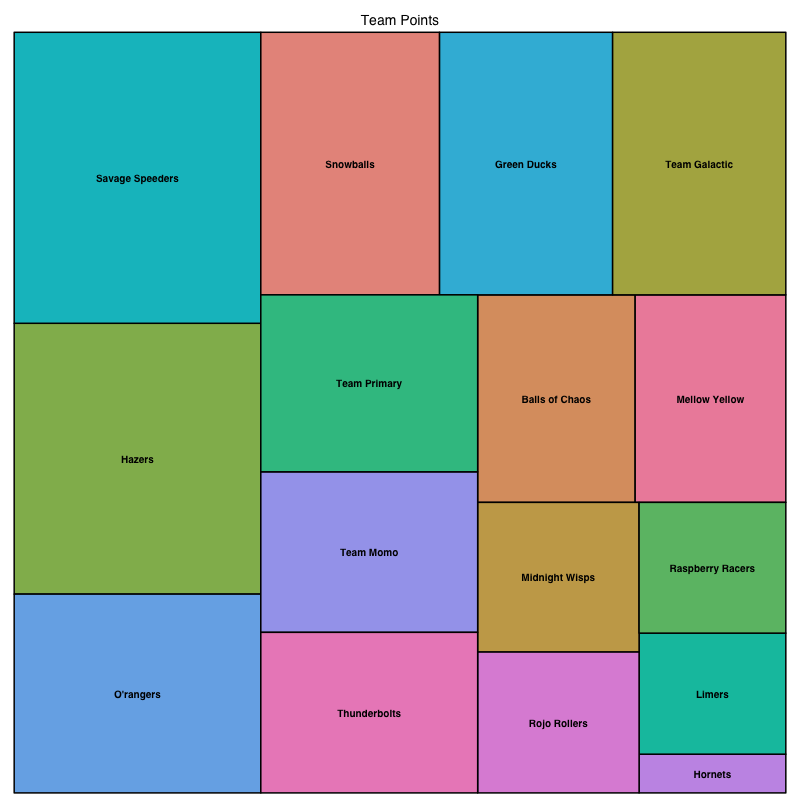 Team Points
Savage Speeders
Snowballs
Green Ducks
Team Galactic
Hazers
O'rangers
Team Primary
Team Momo
Thunderbolts
Balls of Chaos
Mellow Yellow
Midnight Wisps
Rojo Rollers
Raspberry Racers
Limers
Hornets